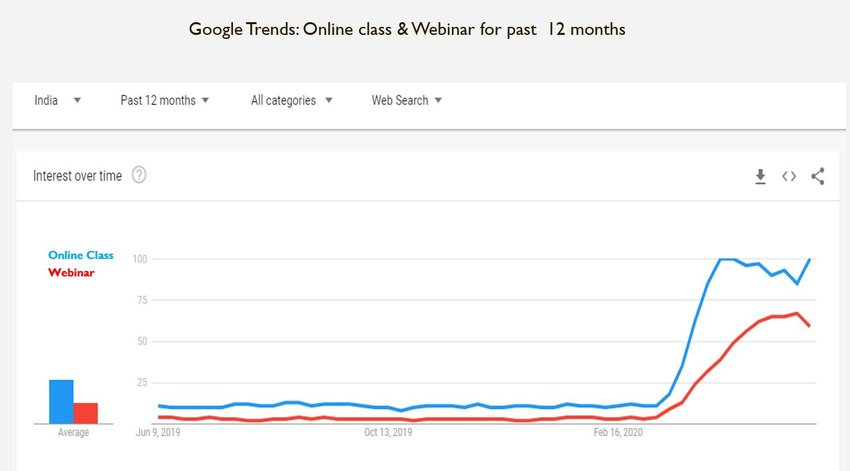 Google Trends: Online class & Webinar for past 12 months
India Past 12 months All categories Web Search
Interest over time ?
Online Class
Webinar
100
75
50
25
Average Jun 9, 2019 Oct 13, 2019 Feb 16, 2020